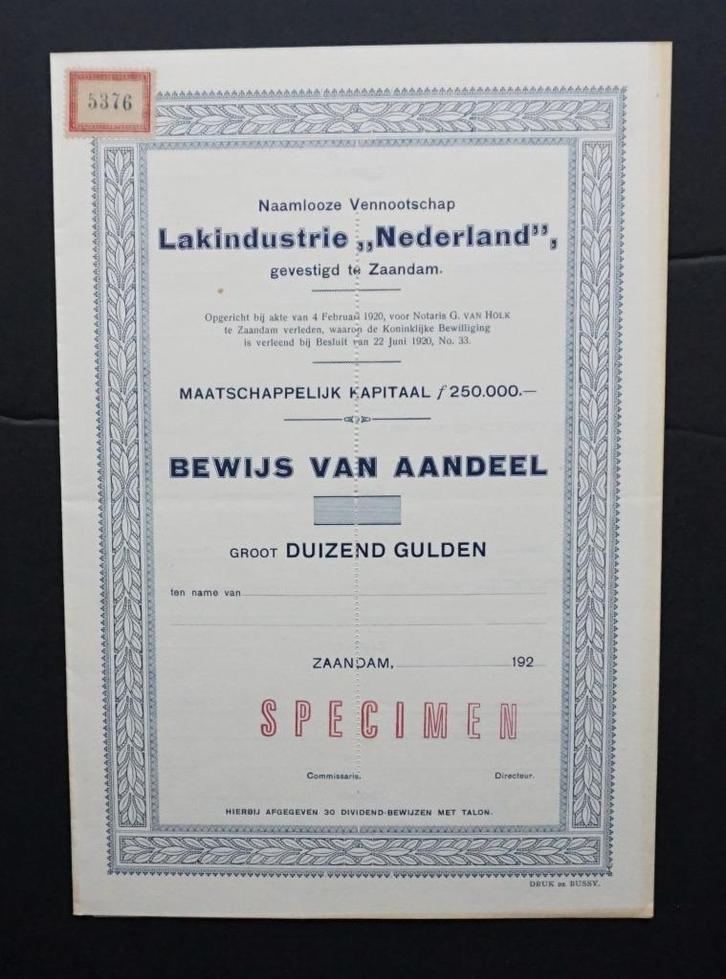 5376
Naamlooze Vennootschap
Lakindustrie „Nederland”,
gevestigd te Zaandam.
Opgericht bij akte van 4 Februari 1920, voor Notaris G. VAN HOLK
te Zaandam verleden, waarop de Koninklijke Bewilliging
is verleend bij Besluit van 22 Juni 1920, No. 33.
MAATSCHAPPELIJK KAPITAAL ƒ 250.000.—
BEWIJS VAN AANDEEL
GROOT DUIZEND GULDEN
ten name van
ZAANDAM, 192
SPECIMEN
Commissaris. Directeur.
HIERBIJ AFGEGEVEN 30 DIVIDEND-BEWIJZEN MET TALON.
DRUK DE BUSSY.